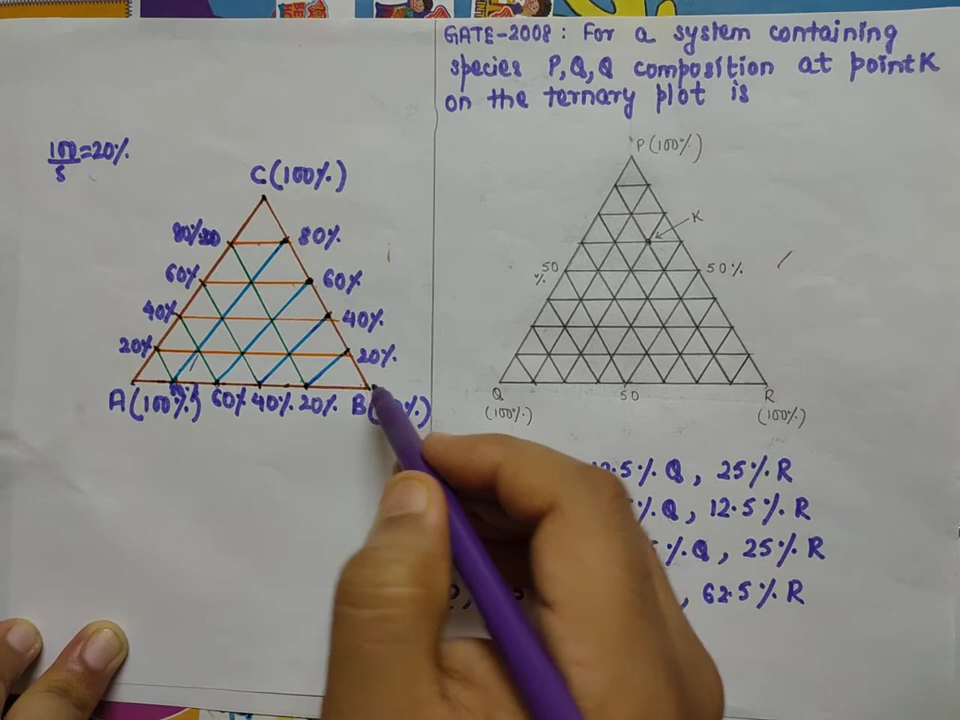 GATE-2008: For a system containing
species P,Q,Q composition at point K
on the ternary plot is
100/5 = 20%
C(100%)
80%
60%
60%
40%
40%
20%
20%
A(100%)
60% 40% 20% B(
P(100%)
K
50
%
50%
Q
(100%)
50
R
(100%)
% Q, 25% R
% Q, 12.5% R
% Q, 25% R
, 62.5% R